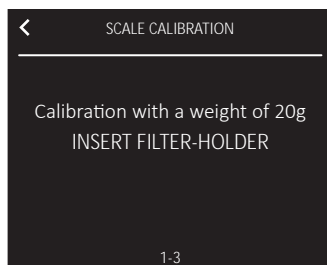 SCALE CALIBRATION
Calibration with a weight of 20g
INSERT FILTER-HOLDER
1-3